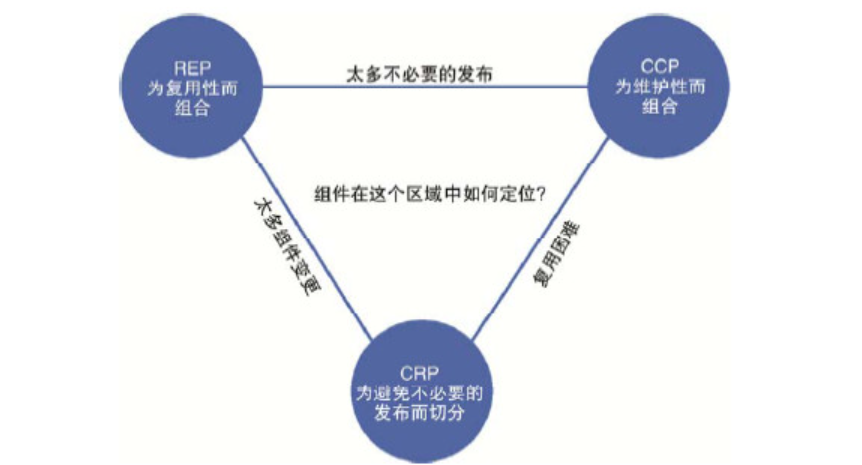 REP
为复用性而
组合
太多不必要的发布
CCP
为维护性而
组合
组件在这个区域中如何定位?
太多组件变更
复用困难
CRP
为避免不必要的
发布而切分